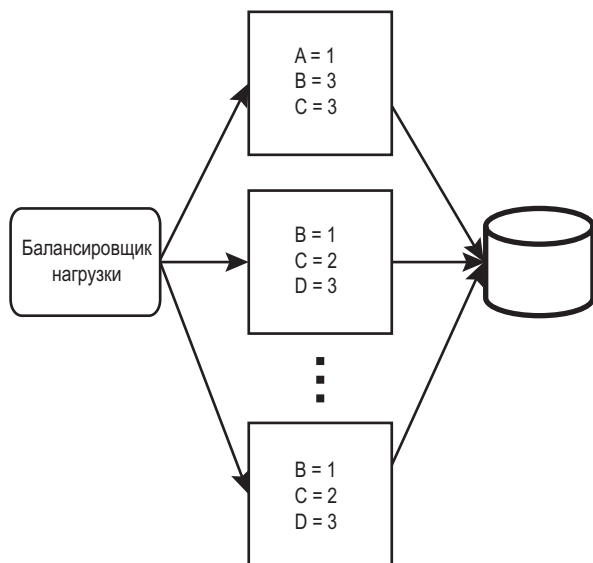 A = 1
B = 3
C = 3
Балансировщик
нагрузки
B = 1
C = 2
D = 3
B = 1
C = 2
D = 3